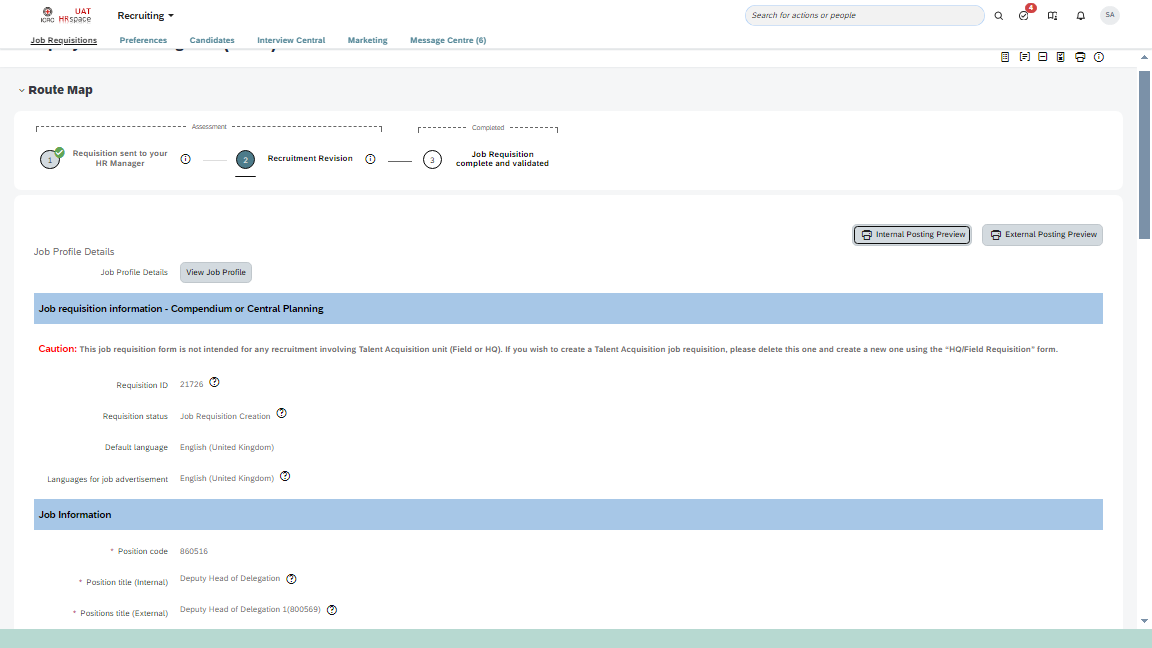 ICRC
UAT
HRspace
Recruiting
Search for actions or people
4
SA
Job Requisitions
Preferences
Candidates
Interview Central
Marketing
Message Centre (6)
Route Map
Assessment
Completed
1
Requisition sent to your
HR Manager
2
Recruitment Revision
3
Job Requisition
complete and validated
Internal Posting Preview
External Posting Preview
Job Profile Details
Job Profile Details
View Job Profile
Job requisition information - Compendium or Central Planning
Caution: This job requisition form is not intended for any recruitment involving Talent Acquisition unit (Field or HQ). If you wish to create a Talent Acquisition job requisition, please delete this one and create a new one using the “HQ/Field Requisition” form.
Requisition ID 21726
Requisition status Job Requisition Creation
Default language English (United Kingdom)
Languages for job advertisement English (United Kingdom)
Job Information
* Position code 860516
* Position title (Internal) Deputy Head of Delegation
* Positions title (External) Deputy Head of Delegation 1(800569)